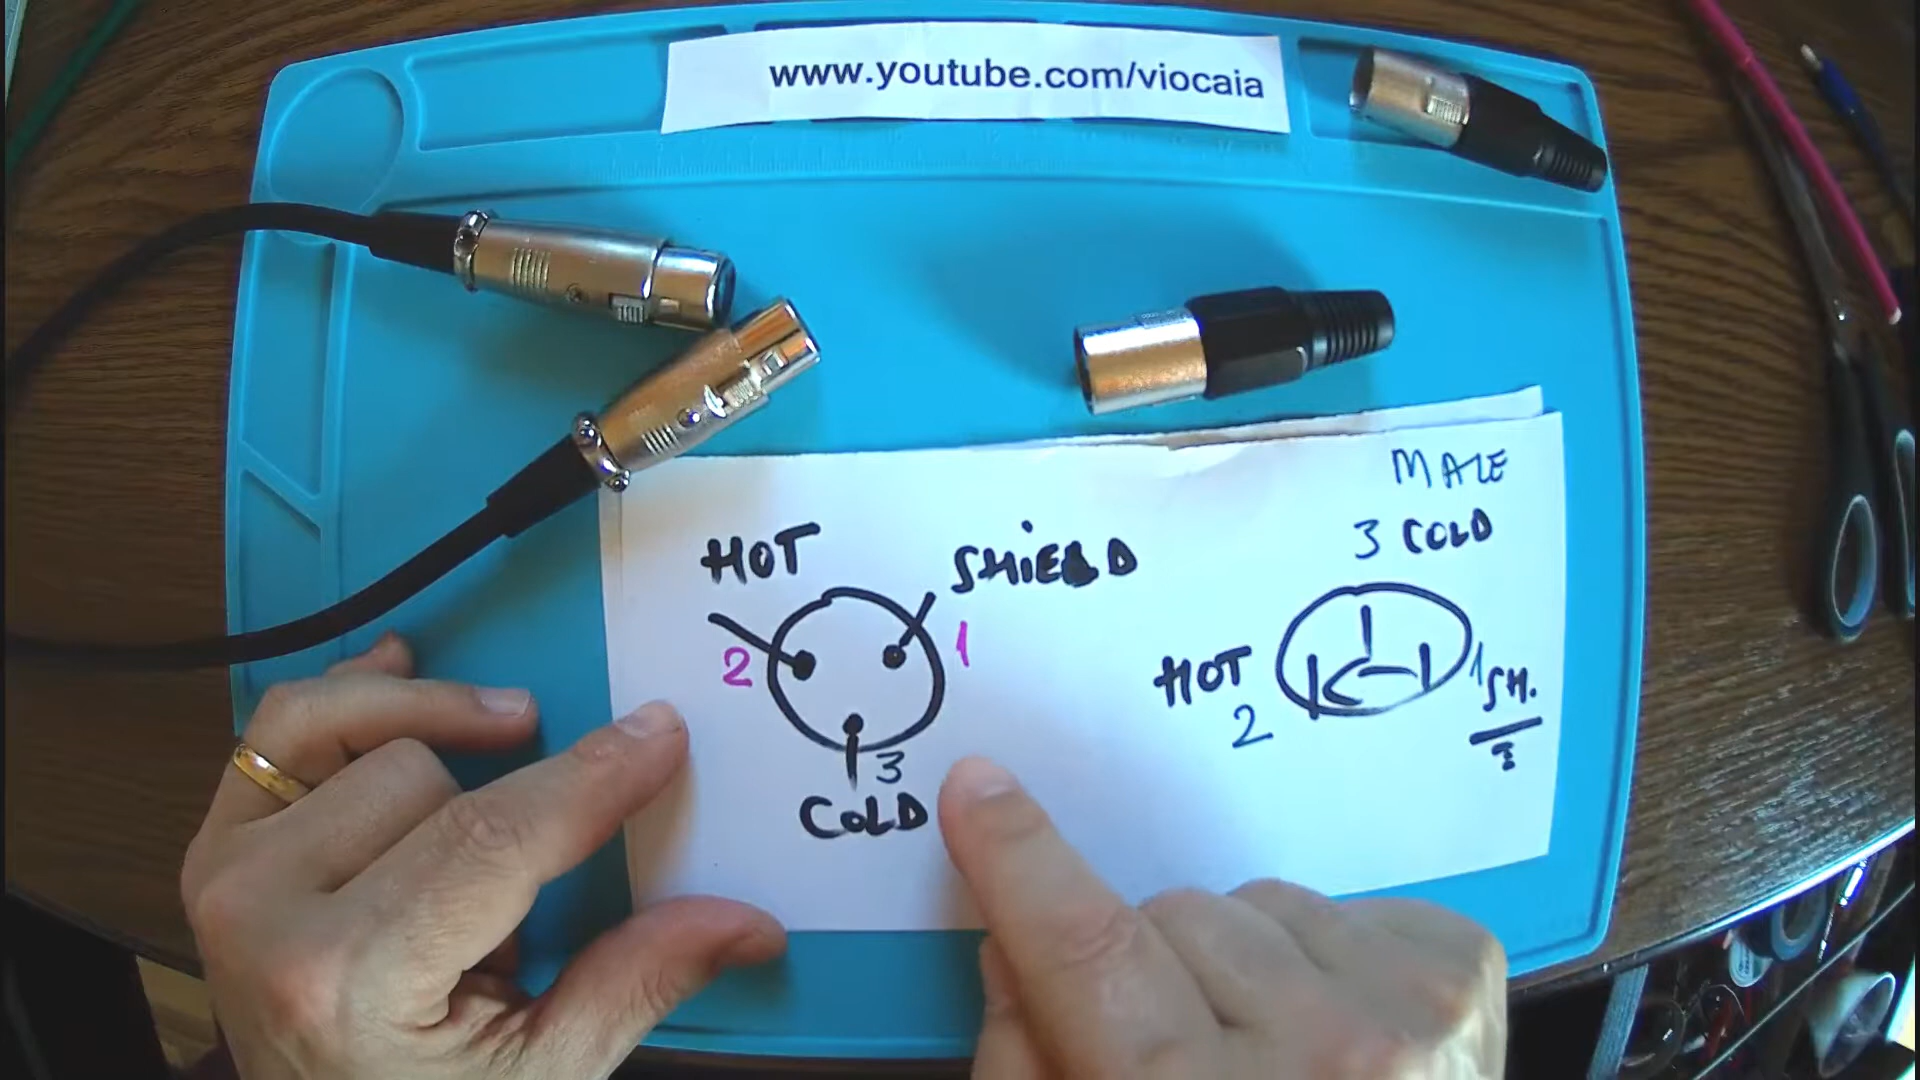 www.youtube.com/viocaia
MALE
3 COLD
HOT
SHIELD
2
1
3
COLD
HOT
2
1 SH.